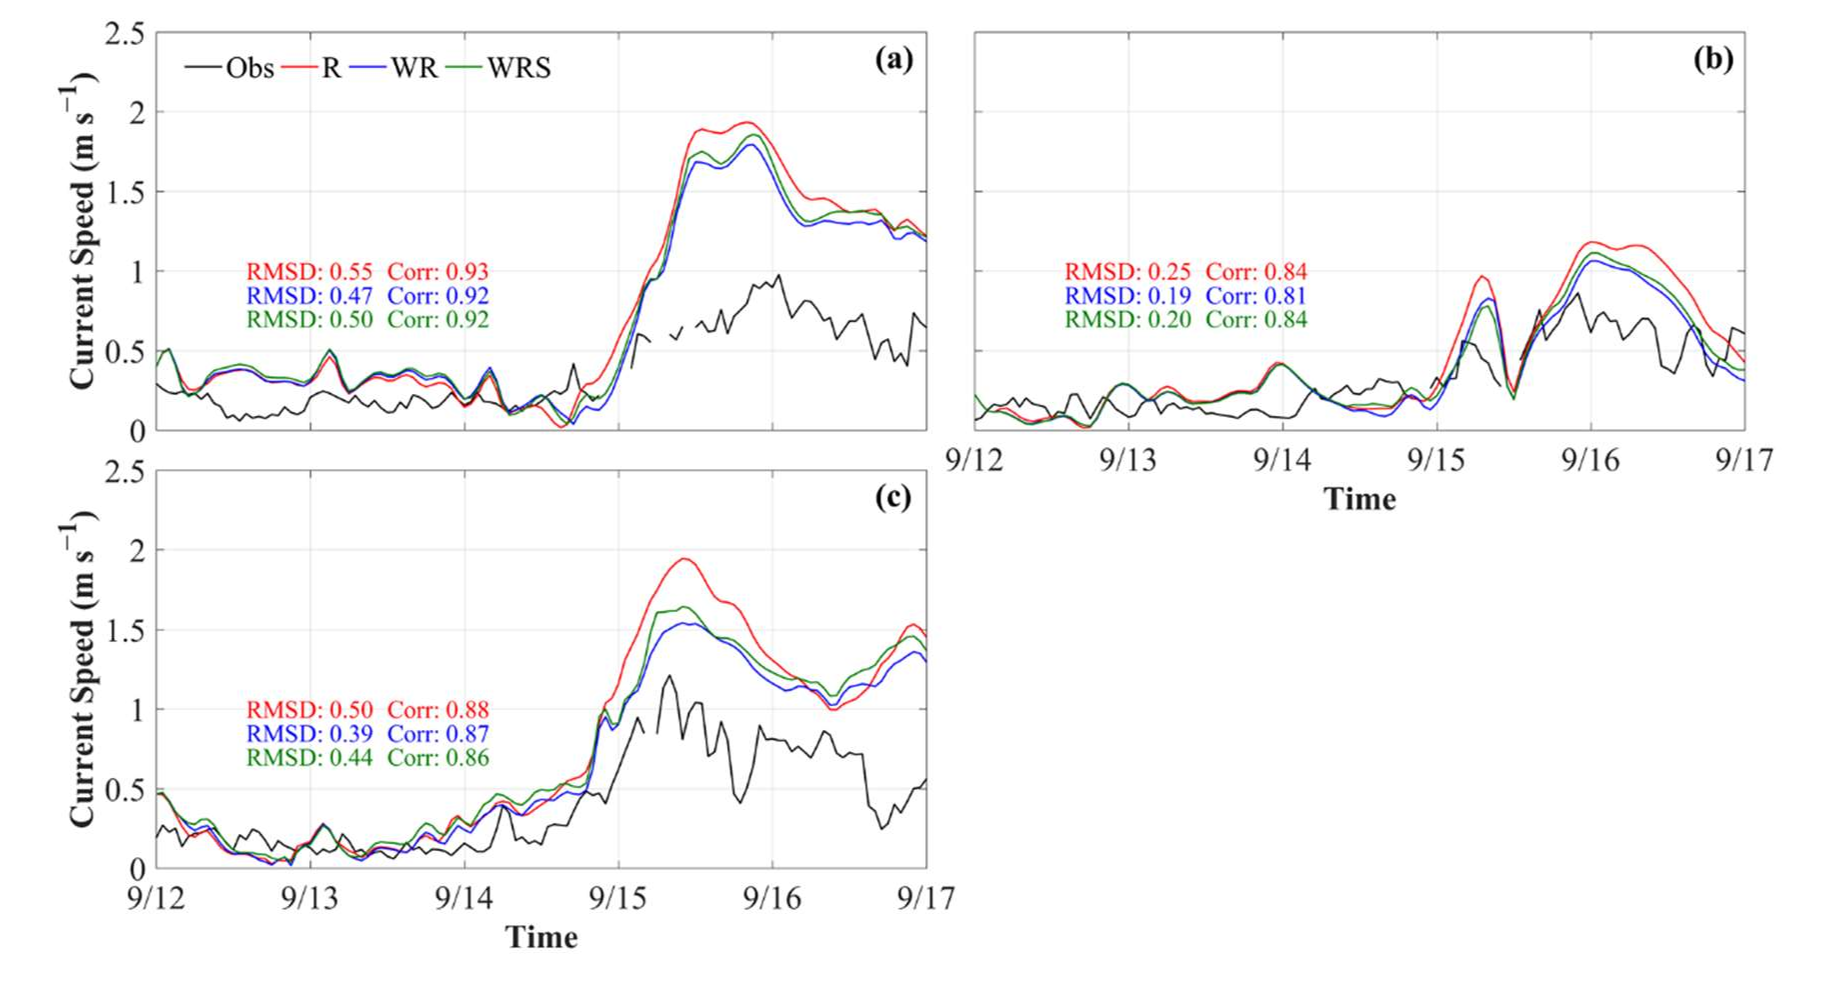 2.5
2
1.5
1
0.5
0
Current Speed (m s⁻¹)
Obs R WR WRS
(a)
RMSD: 0.55 Corr: 0.93
RMSD: 0.47 Corr: 0.92
RMSD: 0.50 Corr: 0.92
(b)
RMSD: 0.25 Corr: 0.84
RMSD: 0.19 Corr: 0.81
RMSD: 0.20 Corr: 0.84
9/12 9/13 9/14 9/15 9/16 9/17
Time
2.5
2
1.5
1
0.5
0
Current Speed (m s⁻¹)
(c)
RMSD: 0.50 Corr: 0.88
RMSD: 0.39 Corr: 0.87
RMSD: 0.44 Corr: 0.86
9/12 9/13 9/14 9/15 9/16 9/17
Time